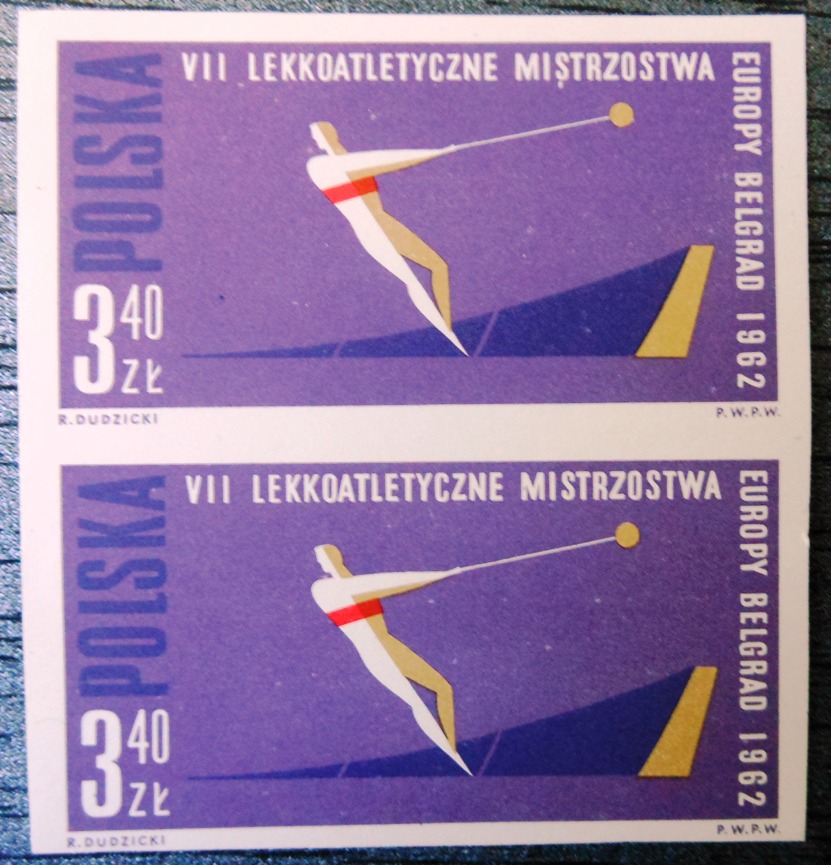 POLSKA
VII LEKKOATLETYCZNE MISTRZOSTWA
EUROPY BELGRAD 1962
3 40 ZŁ
R. DUDZICKI
P.W.P.W.
POLSKA
VII LEKKOATLETYCZNE MISTRZOSTWA
EUROPY BELGRAD 1962
3 40 ZŁ
R. DUDZICKI
P.W.P.W.